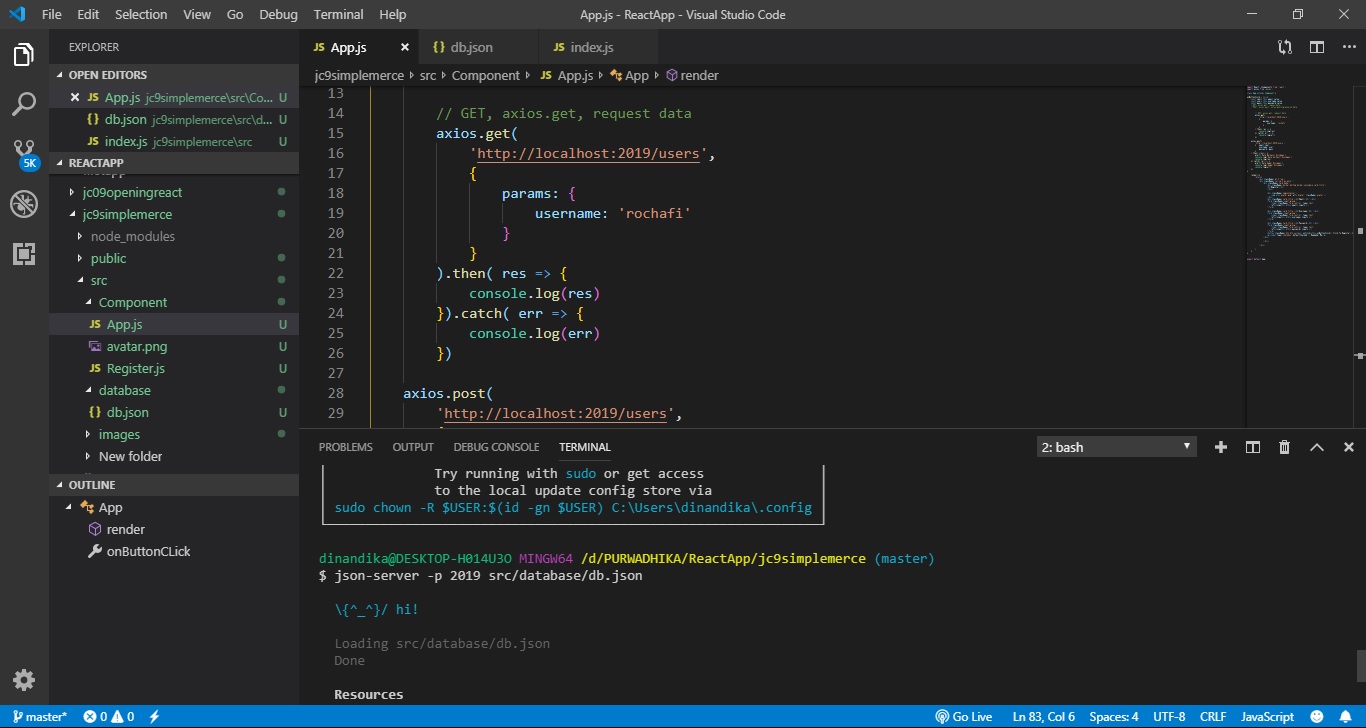 File Edit Selection View Go Debug Terminal Help App.js - ReactApp - Visual Studio Code
EXPLORER
OPEN EDITORS
JS App.js jc9simplemerce\src\Co... U
{} db.json jc9simplemerce\src\d... U
JS index.js jc9simplemerce\src U
5K
REACTAPP
jc09openingreact
jc9simplemerce
node_modules
public
src
Component
JS App.js U
avatar.png U
JS Register.js U
database
{} db.json U
images
New folder
OUTLINE
App
render
onButtonCLick
JS App.js × {} db.json JS index.js
jc9simplemerce › src › Component › JS App.js › App › render
13
14 // GET, axios.get, request data
15 axios.get(
16 'http://localhost:2019/users',
17 {
18 params: {
19 username: 'rochafi'
20 }
21 }
22 ).then( res => {
23 console.log(res)
24 }).catch( err => {
25 console.log(err)
26 })
27
28 axios.post(
29 'http://localhost:2019/users',
PROBLEMS OUTPUT DEBUG CONSOLE TERMINAL 2: bash
Try running with sudo or get access
to the local update config store via
sudo chown -R $USER:$(id -gn $USER) C:\Users\dinandika\.config
dinandika@DESKTOP-H014U3O MINGW64 /d/PURWADHIKA/ReactApp/jc9simplemerce (master)
$ json-server -p 2019 src/database/db.json
\{^_^}/ hi!
Loading src/database/db.json
Done
Resources
master* 0 0 Go Live Ln 83, Col 6 Spaces: 4 UTF-8 CRLF JavaScript